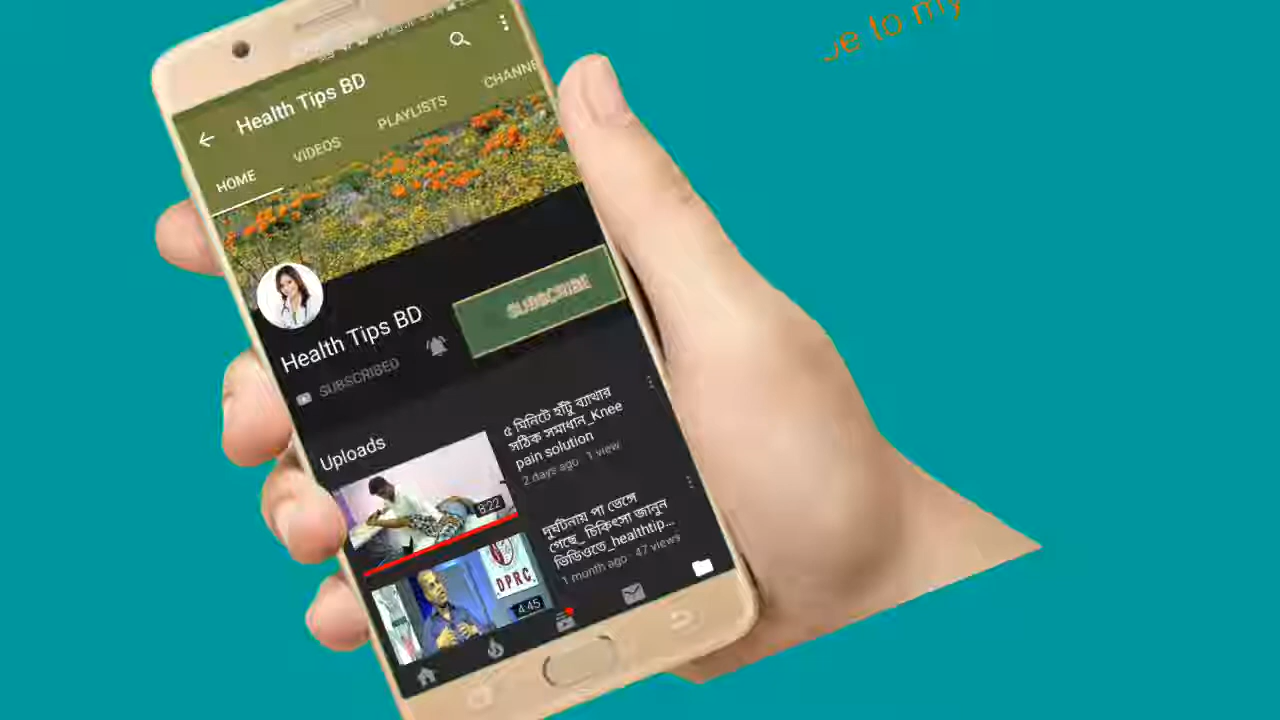 be to my
Health Tips BD
HOME
VIDEOS
PLAYLISTS
CHANNE
SUBSCRIBE
Health Tips BD
SUBSCRIBED
Uploads
৫ মিনিটে হাঁটু ব্যাথার
সঠিক সমাধান_Knee
pain solution
2 days ago · 1 view
8:22
দুর্ঘটনায় পা ভেঙ্গে
গেছে_ চিকিৎসা জানুন
ভিডিওতে_healthtip...
1 month ago · 47 views
DPRC
4:45